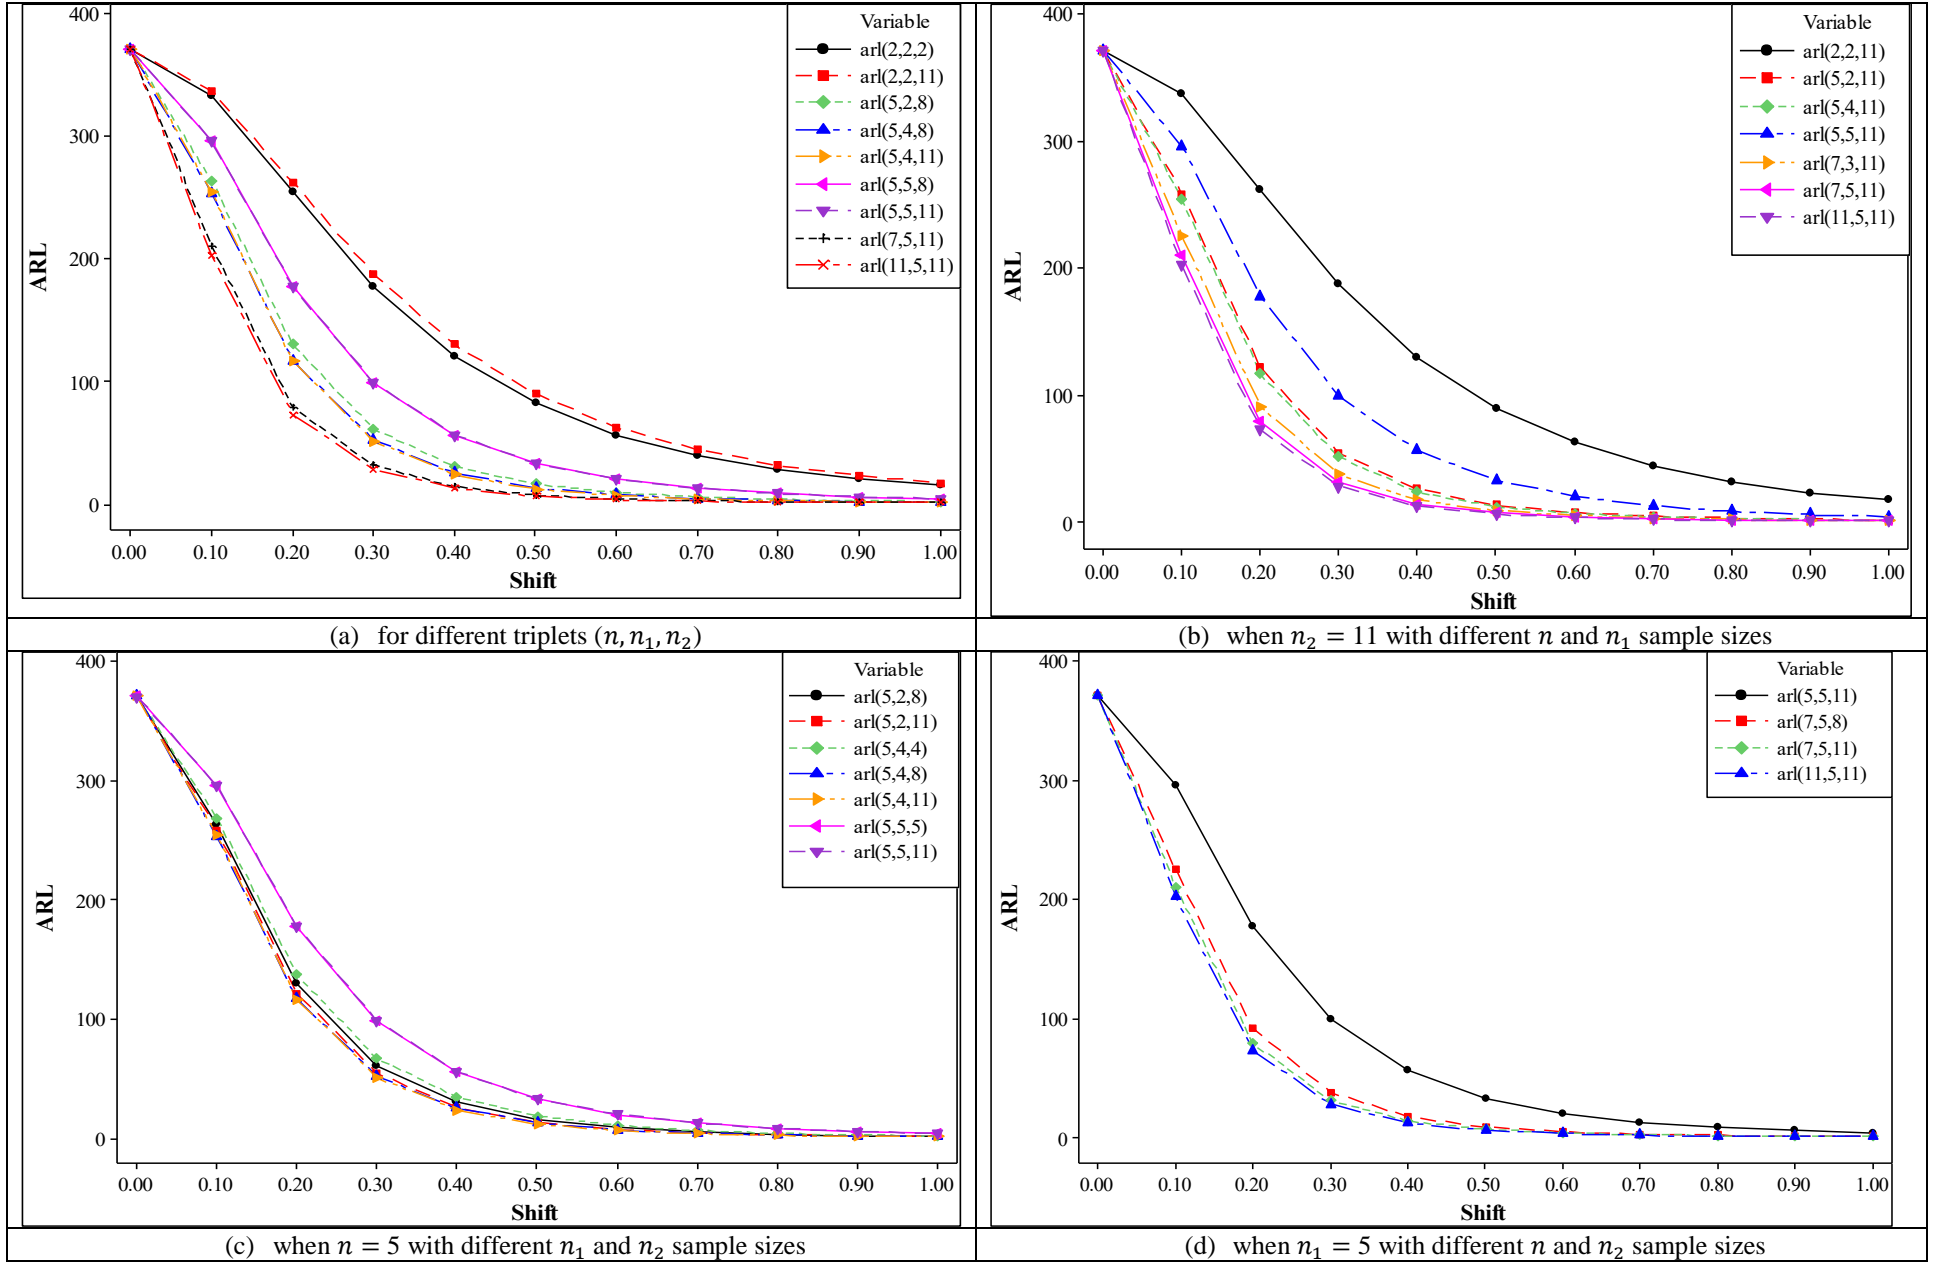 400
300
200
100
0
ARL
0.00 0.10 0.20 0.30 0.40 0.50 0.60 0.70 0.80 0.90 1.00
Shift
Variable
arl(2,2,2)
arl(2,2,11)
arl(5,2,8)
arl(5,4,8)
arl(5,4,11)
arl(5,5,8)
arl(5,5,11)
arl(7,5,11)
arl(11,5,11)
(a) for different triplets (n, n₁, n₂)
400
300
200
100
0
ARL
0.00 0.10 0.20 0.30 0.40 0.50 0.60 0.70 0.80 0.90 1.00
Shift
Variable
arl(2,2,11)
arl(5,2,11)
arl(5,4,11)
arl(5,5,11)
arl(7,3,11)
arl(7,5,11)
arl(11,5,11)
(b) when n₂ = 11 with different n and n₁ sample sizes
400
300
200
100
0
ARL
0.00 0.10 0.20 0.30 0.40 0.50 0.60 0.70 0.80 0.90 1.00
Shift
Variable
arl(5,2,8)
arl(5,2,11)
arl(5,4,4)
arl(5,4,8)
arl(5,4,11)
arl(5,5,5)
arl(5,5,11)
(c) when n = 5 with different n₁ and n₂ sample sizes
400
300
200
100
0
ARL
0.00 0.10 0.20 0.30 0.40 0.50 0.60 0.70 0.80 0.90 1.00
Shift
Variable
arl(5,5,11)
arl(7,5,8)
arl(7,5,11)
arl(11,5,11)
(d) when n₁ = 5 with different n and n₂ sample sizes